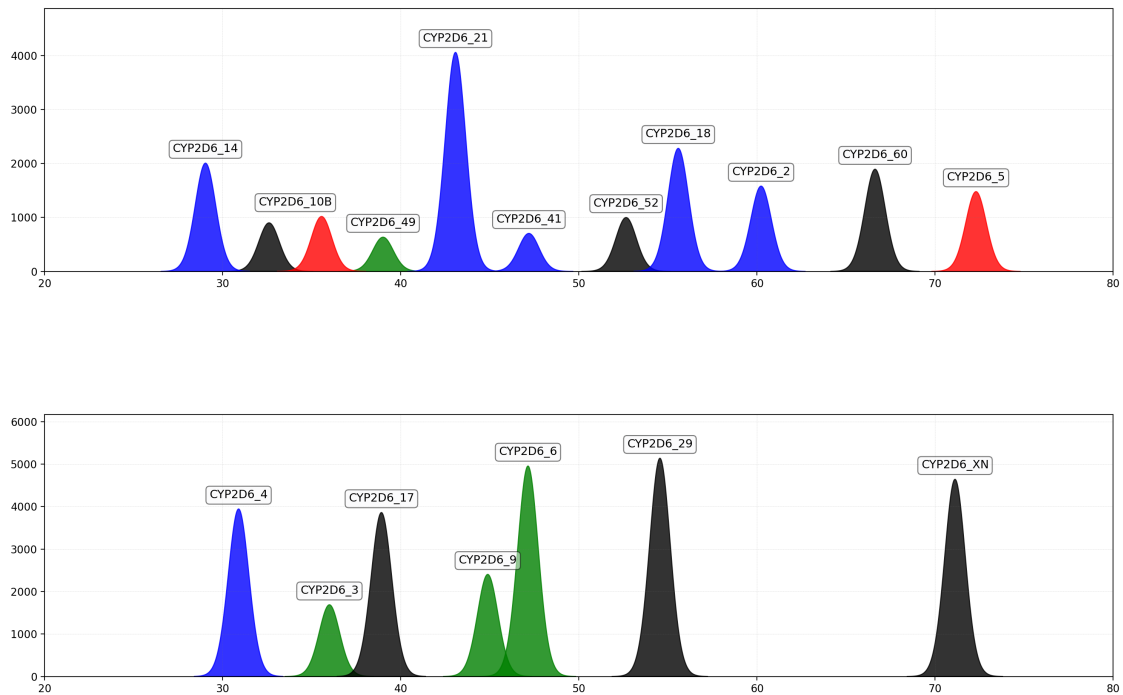 CYP2D6_21
4000
CYP2D6_18
3000
CYP2D6_14
CYP2D6_60
2000
CYP2D6_2
CYP2D6_5
CYP2D6_10B
CYP2D6_52
CYP2D6_49
CYP2D6_41
1000
0
20 30 40 50 60 70 80
6000
CYP2D6_29
CYP2D6_6
5000
CYP2D6_XN
CYP2D6_4
CYP2D6_17
4000
3000
CYP2D6_9
2000
CYP2D6_3
1000
0
20 30 40 50 60 70 80